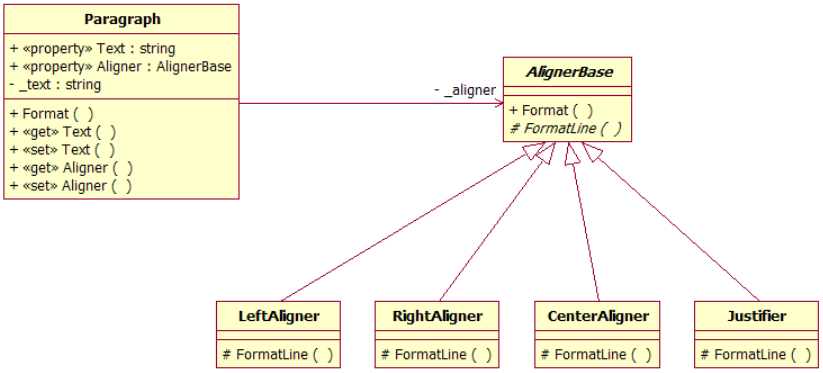 Paragraph
+ «property» Text : string
+ «property» Aligner : AlignerBase
- _text : string
+ Format ( )
+ «get» Text ( )
+ «set» Text ( )
+ «get» Aligner ( )
+ «set» Aligner ( )
- _aligner
AlignerBase
+ Format ( )
# FormatLine ( )
LeftAligner
# FormatLine ( )
RightAligner
# FormatLine ( )
CenterAligner
# FormatLine ( )
Justifier
# FormatLine ( )